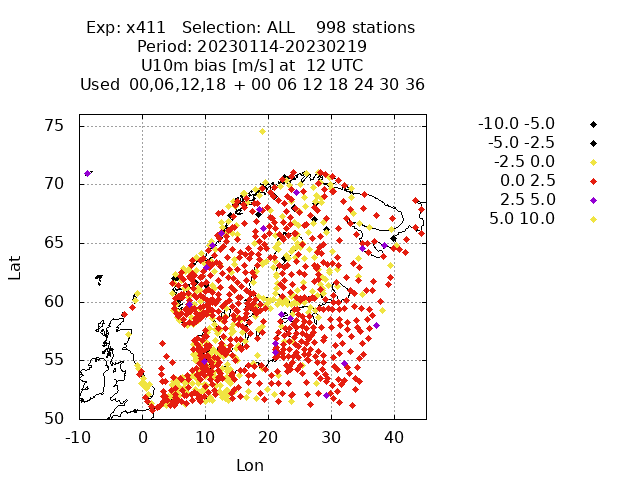 Exp: x411 Selection: ALL 998 stations
Period: 20230114-20230219
U10m bias [m/s] at 12 UTC
Used 00,06,12,18 + 00 06 12 18 24 30 36
-10.0 -5.0
-5.0 -2.5
-2.5 0.0
0.0 2.5
2.5 5.0
5.0 10.0
75
70
65
60
55
50
Lat
-10 0 10 20 30 40
Lon